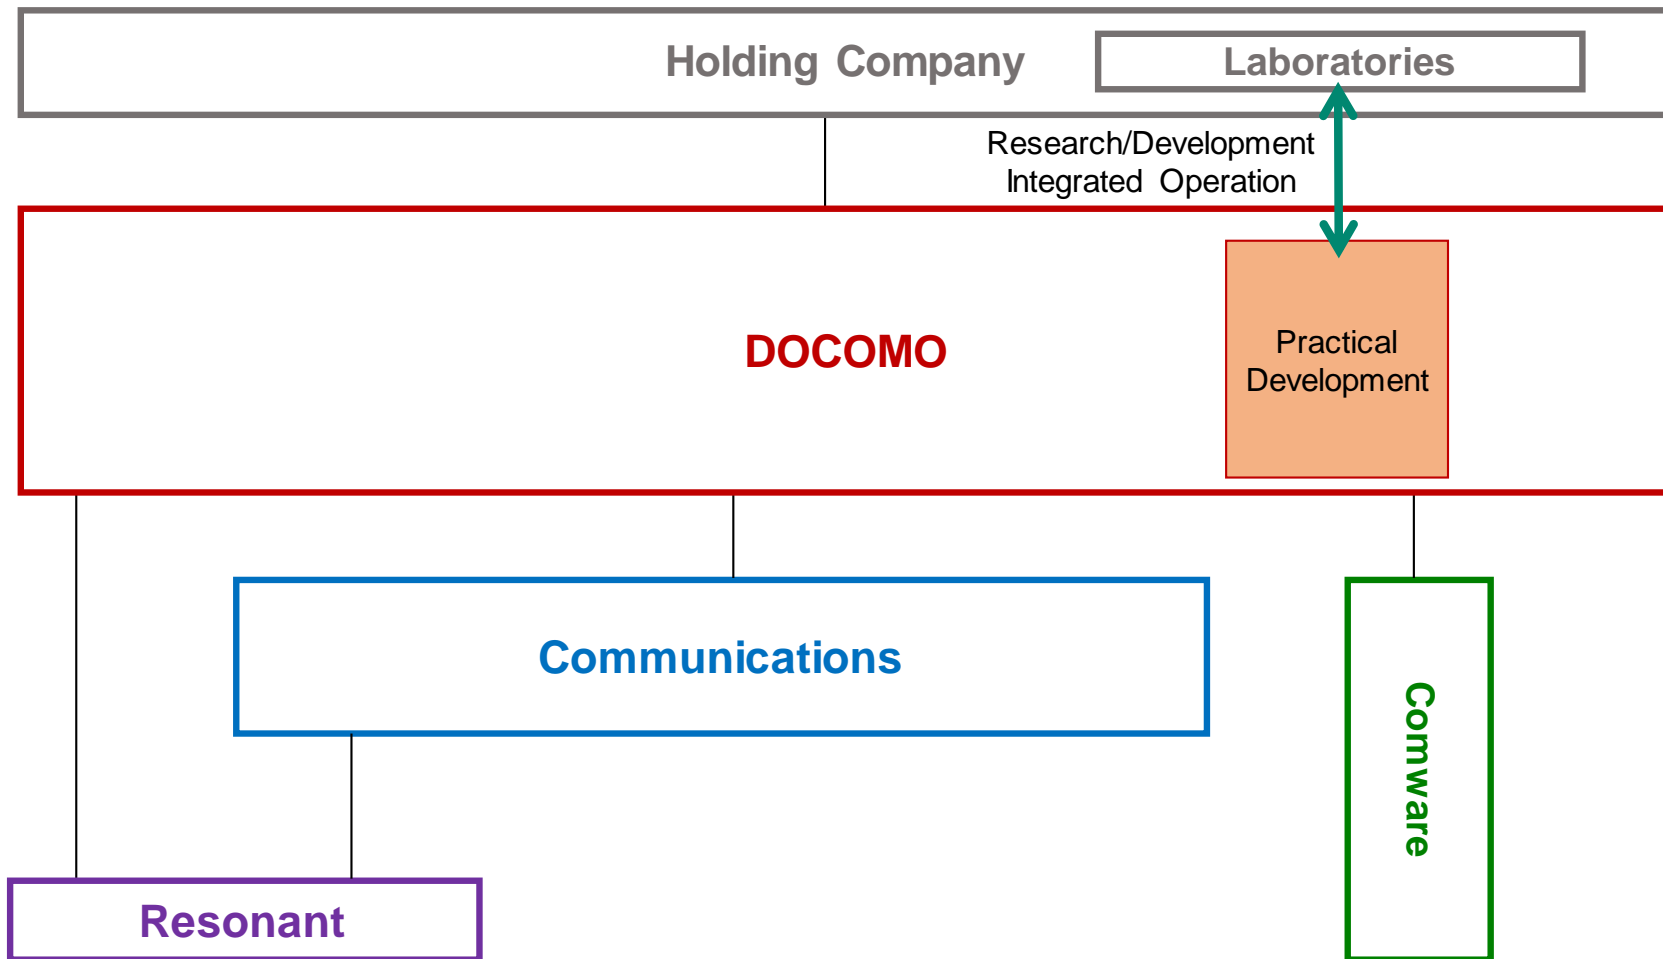 Holding Company
Laboratories
Research/Development
Integrated Operation
DOCOMO
Practical
Development
Communications
Comware
Resonant